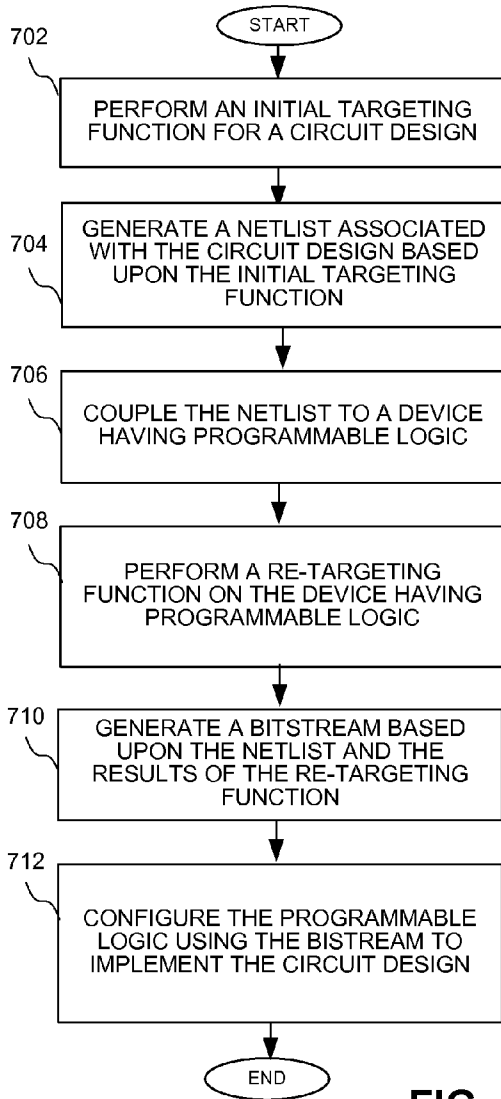 START
702
PERFORM AN INITIAL TARGETING
FUNCTION FOR A CIRCUIT DESIGN
704
GENERATE A NETLIST ASSOCIATED
WITH THE CIRCUIT DESIGN BASED
UPON THE INITIAL TARGETING
FUNCTION
706
COUPLE THE NETLIST TO A DEVICE
HAVING PROGRAMMABLE LOGIC
708
PERFORM A RE-TARGETING
FUNCTION ON THE DEVICE HAVING
PROGRAMMABLE LOGIC
710
GENERATE A BITSTREAM BASED
UPON THE NETLIST AND THE
RESULTS OF THE RE-TARGETING
FUNCTION
712
CONFIGURE THE PROGRAMMABLE
LOGIC USING THE BISTREAM TO
IMPLEMENT THE CIRCUIT DESIGN
END